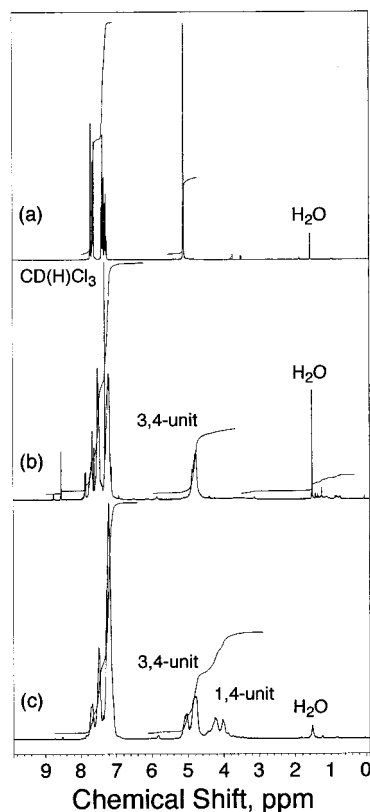 (a)
H₂O
CD(H)Cl₃
H₂O
3,4-unit
(b)
3,4-unit
1,4-unit
(c)
H₂O
9 8 7 6 5 4 3 2 1 0
Chemical Shift, ppm